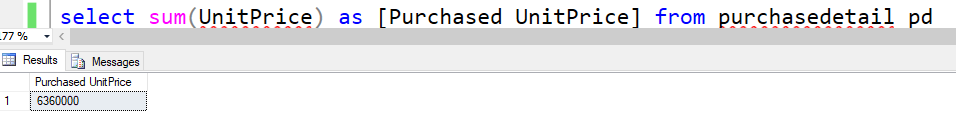 select sum(UnitPrice) as [Purchased UnitPrice] from purchasedetail pd
.77 %
Results Messages
Purchased UnitPrice
1 6360000